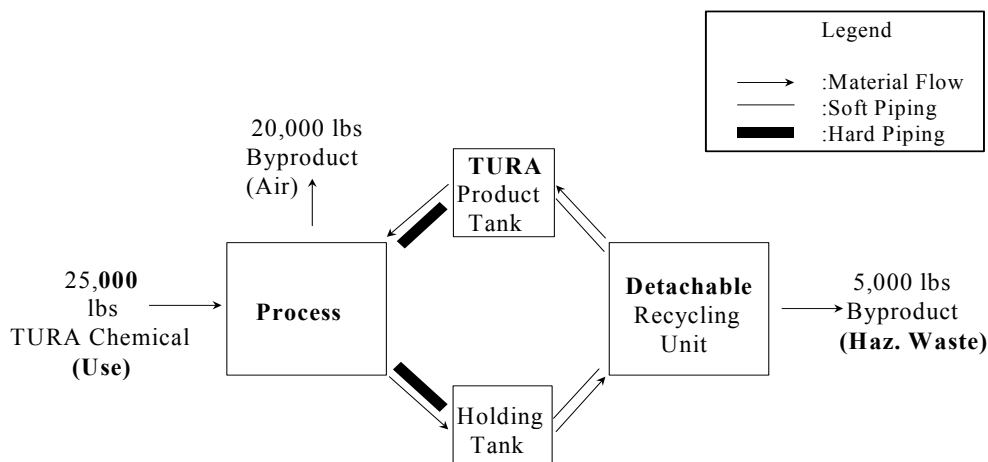 Legend
:Material Flow
:Soft Piping
:Hard Piping
20,000 lbs
Byproduct
(Air)
TURA
Product
Tank
25,000
lbs
TURA Chemical
(Use)
Process
Detachable
Recycling
Unit
5,000 lbs
Byproduct
(Haz. Waste)
Holding
Tank